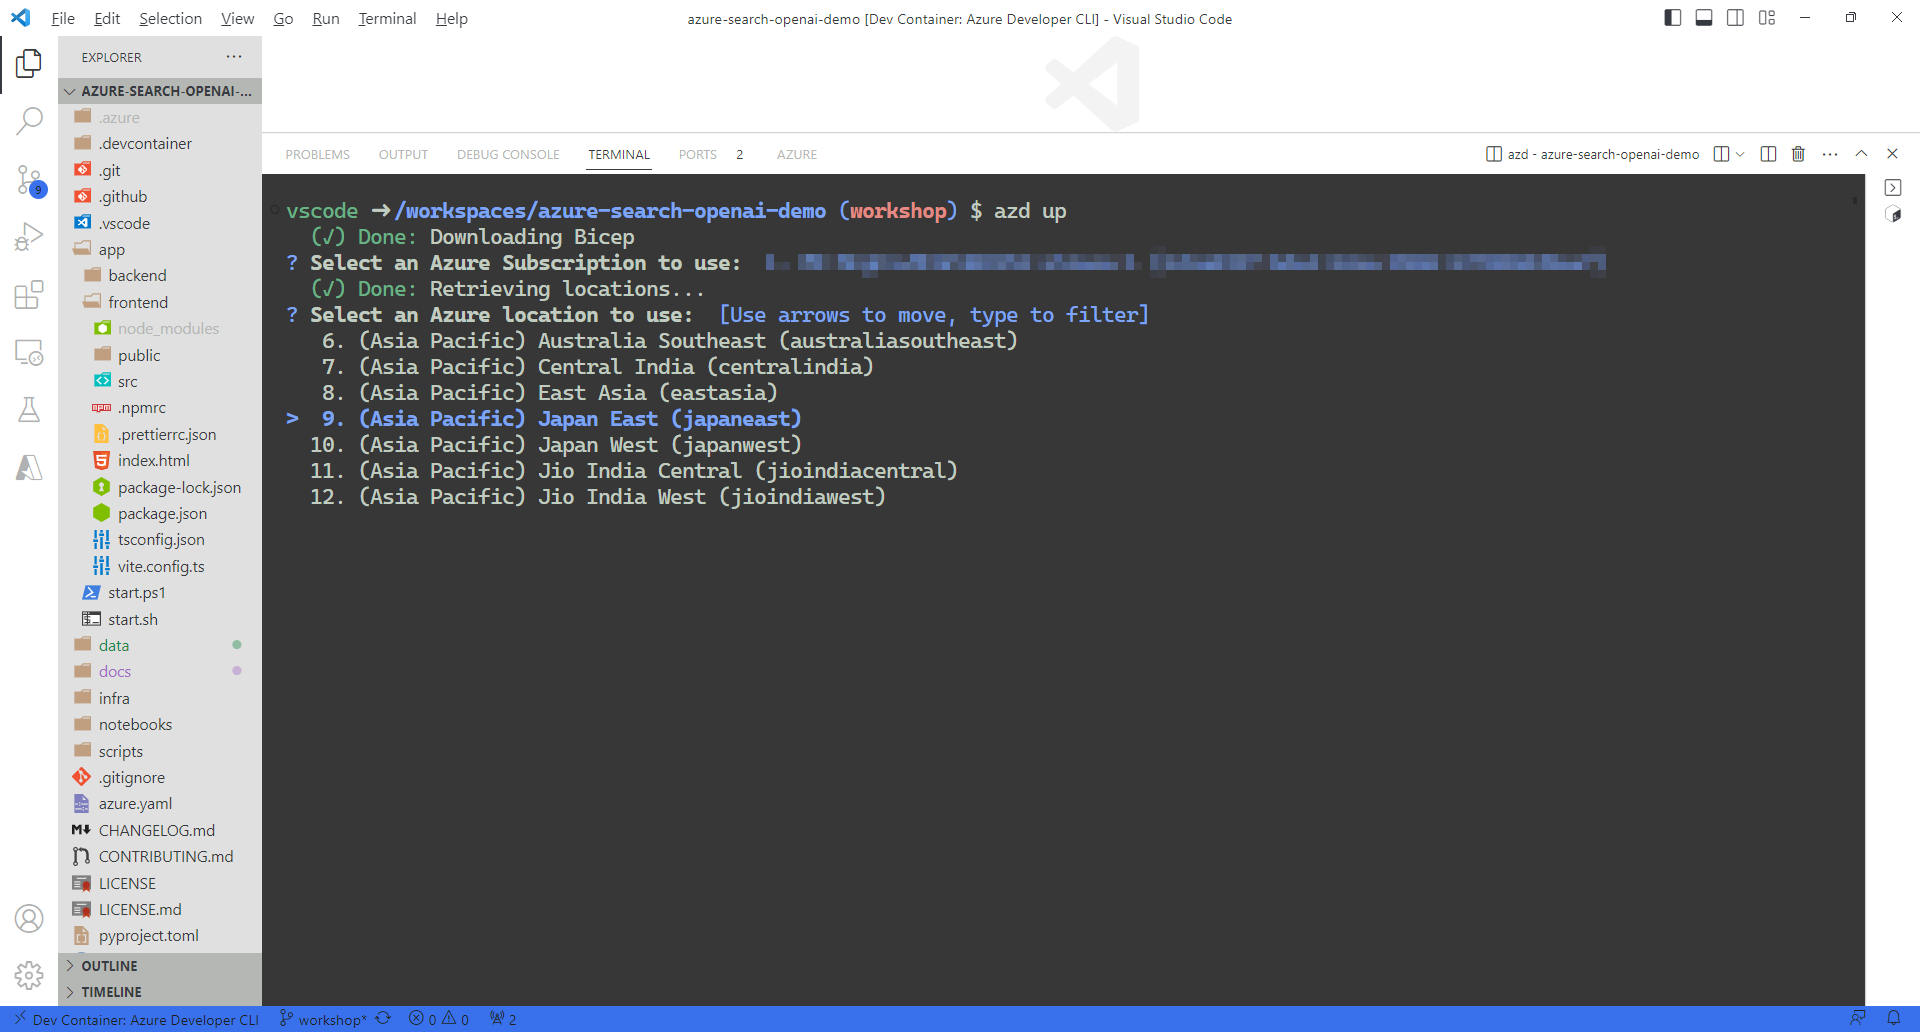 File Edit Selection View Go Run Terminal Help
azure-search-openai-demo [Dev Container: Azure Developer CLI] - Visual Studio Code
EXPLORER
AZURE-SEARCH-OPENAI-...
.azure
.devcontainer
.git
.github
.vscode
app
backend
frontend
node_modules
public
src
.npmrc
.prettierrc.json
index.html
package-lock.json
package.json
tsconfig.json
vite.config.ts
start.ps1
start.sh
data
docs
infra
notebooks
scripts
.gitignore
azure.yaml
CHANGELOG.md
CONTRIBUTING.md
LICENSE
LICENSE.md
pyproject.toml
OUTLINE
TIMELINE
9
PROBLEMS OUTPUT DEBUG CONSOLE TERMINAL PORTS 2 AZURE
azd - azure-search-openai-demo
vscode ➜ /workspaces/azure-search-openai-demo (workshop) $ azd up
(✓) Done: Downloading Bicep
? Select an Azure Subscription to use:
(✓) Done: Retrieving locations...
? Select an Azure location to use: [Use arrows to move, type to filter]
6. (Asia Pacific) Australia Southeast (australiasoutheast)
7. (Asia Pacific) Central India (centralindia)
8. (Asia Pacific) East Asia (eastasia)
> 9. (Asia Pacific) Japan East (japaneast)
10. (Asia Pacific) Japan West (japanwest)
11. (Asia Pacific) Jio India Central (jioindiacentral)
12. (Asia Pacific) Jio India West (jioindiawest)
Dev Container: Azure Developer CLI workshop* 0 0 2